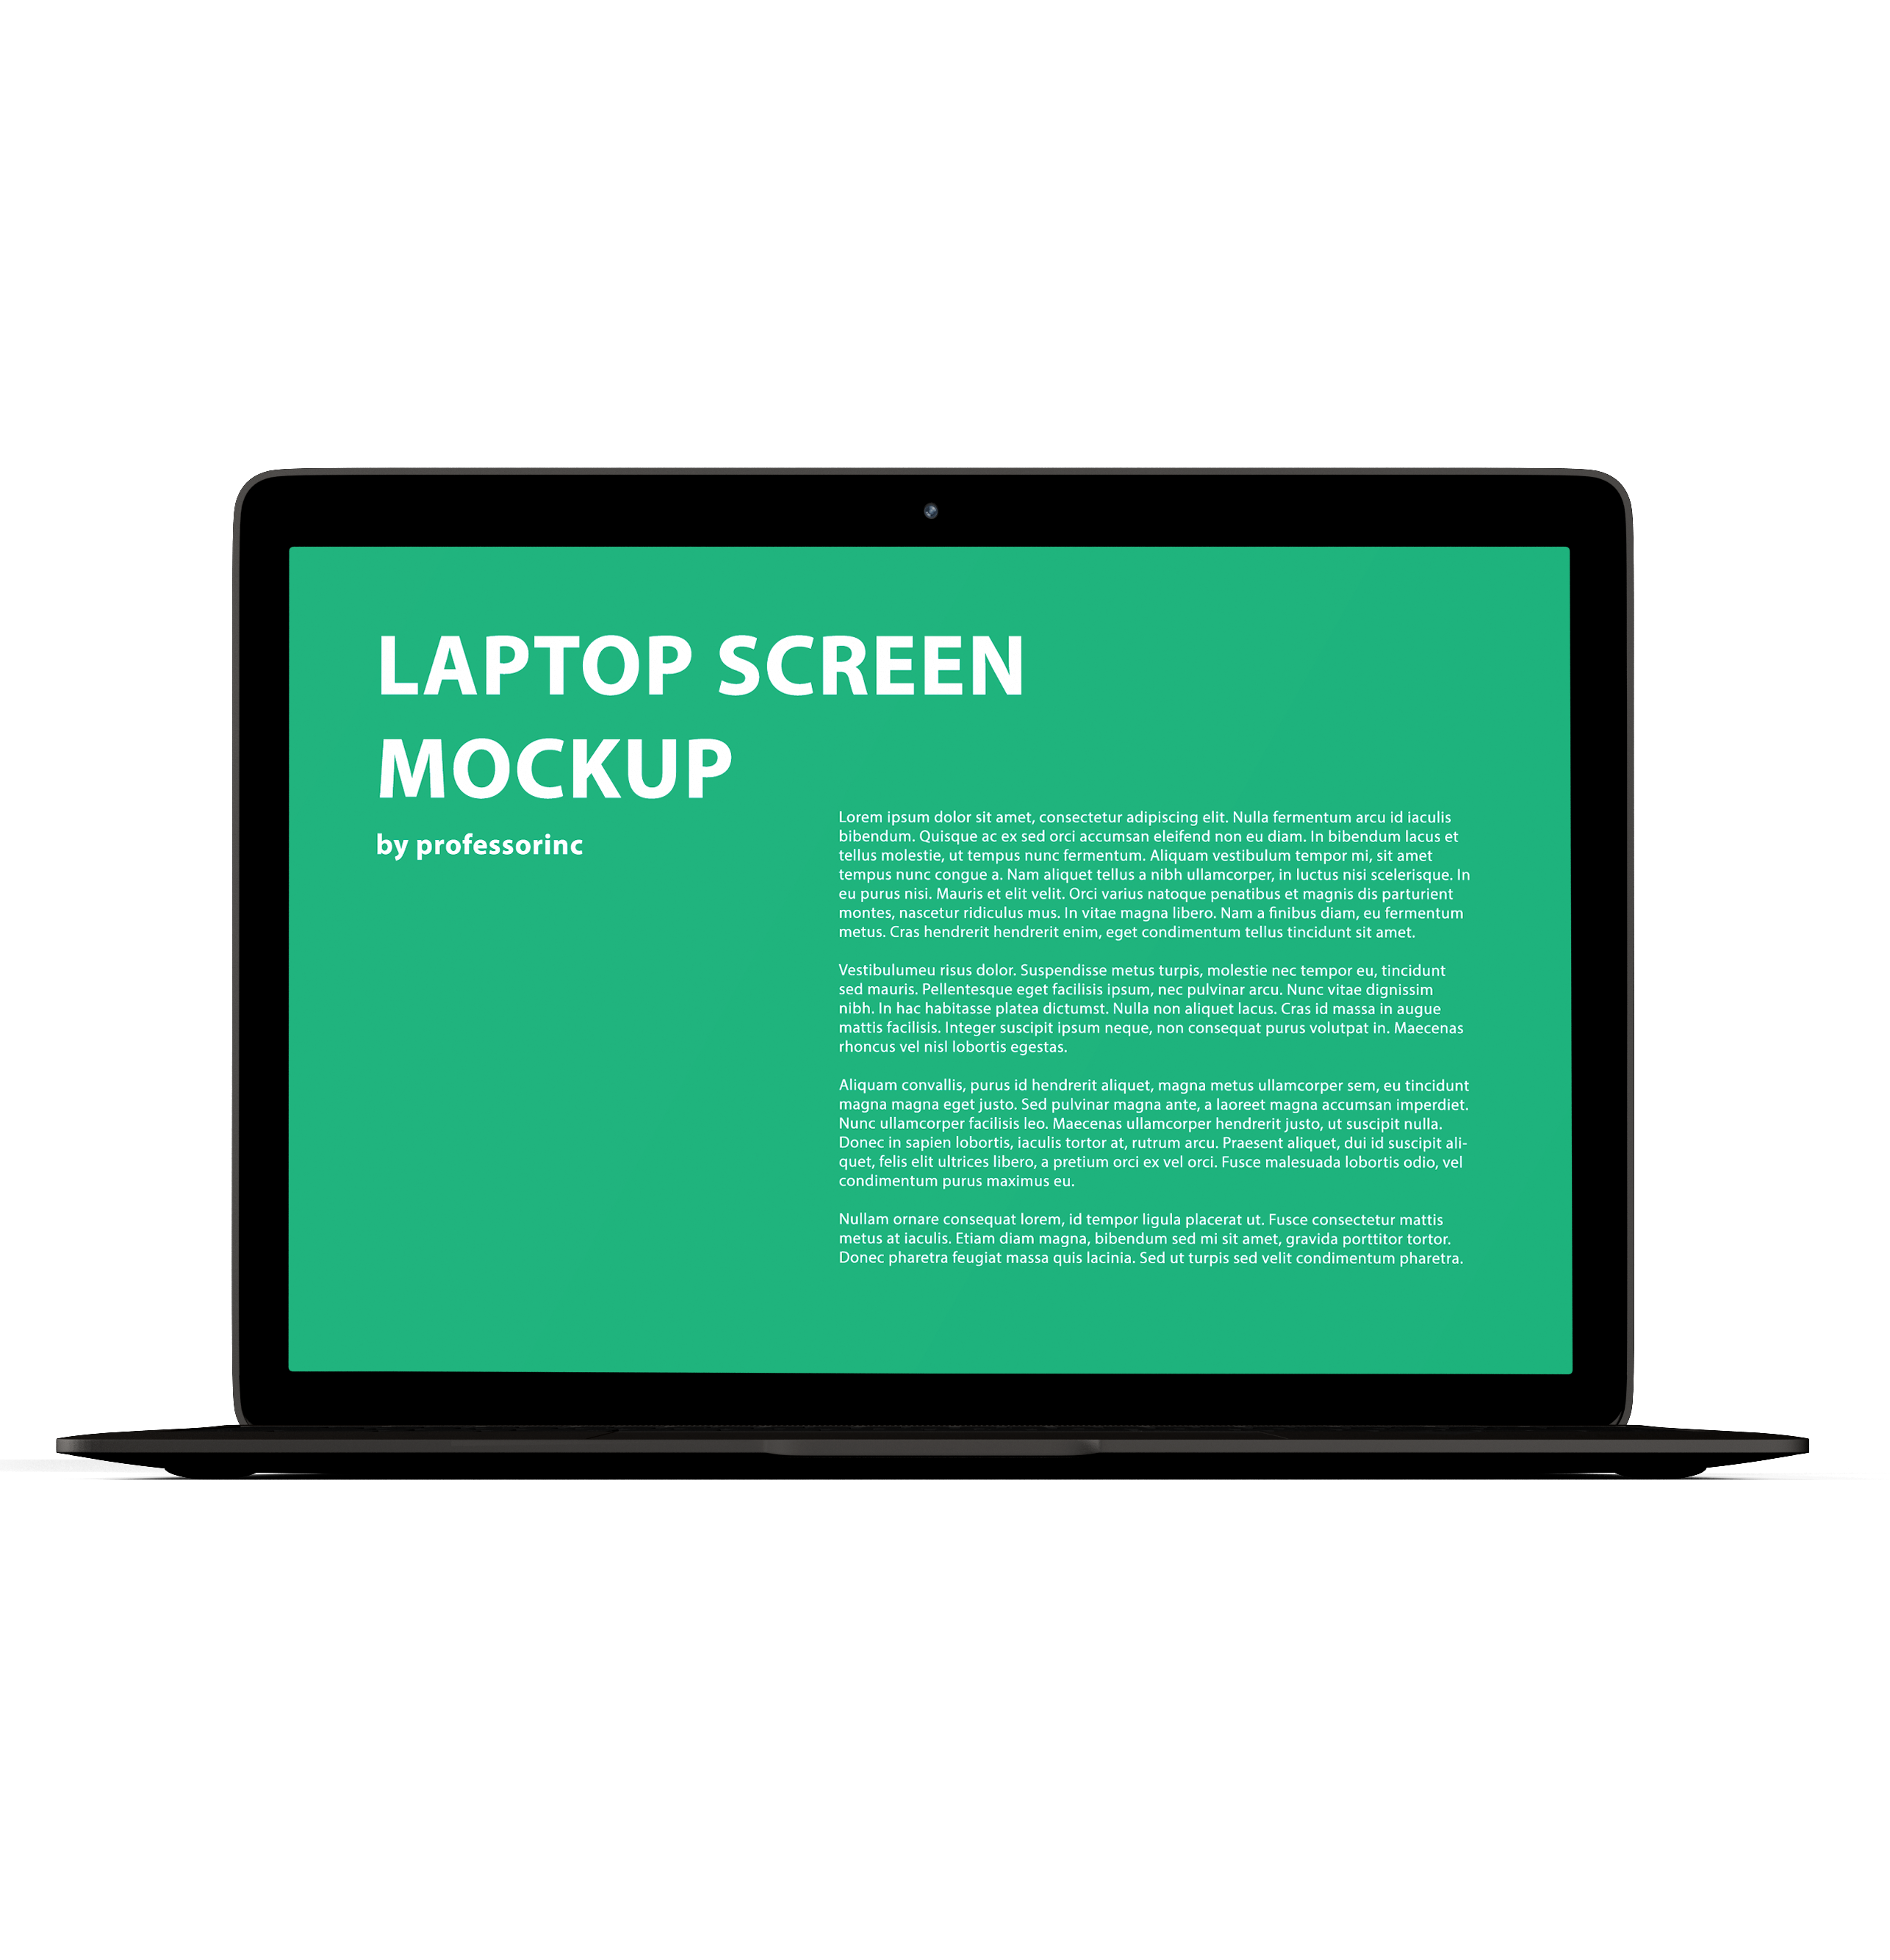 LAPTOP SCREEN
MOCKUP
by professorinc
Lorem ipsum dolor sit amet, consectetur adipiscing elit. Nulla fermentum arcu id iaculis
bibendum. Quisque ac ex sed orci accumsan eleifend non eu diam. In bibendum lacus et
tellus molestie, ut tempus nunc fermentum. Aliquam vestibulum tempor mi, sit amet
tempus nunc congue a. Nam aliquet tellus a nibh ullamcorper, in luctus nisi scelerisque. In
eu purus nisi. Mauris et elit velit. Orci varius natoque penatibus et magnis dis parturient
montes, nascetur ridiculus mus. In vitae magna libero. Nam a finibus diam, eu fermentum
metus. Cras hendrerit hendrerit enim, eget condimentum tellus tincidunt sit amet.
Vestibulumeu risus dolor. Suspendisse metus turpis, molestie nec tempor eu, tincidunt
sed mauris. Pellentesque eget facilisis ipsum, nec pulvinar arcu. Nunc vitae dignissim
nibh. In hac habitasse platea dictumst. Nulla non aliquet lacus. Cras id massa in augue
mattis facilisis. Integer suscipit ipsum neque, non consequat purus volutpat in. Maecenas
rhoncus vel nisl lobortis egestas.
Aliquam convallis, purus id hendrerit aliquet, magna metus ullamcorper sem, eu tincidunt
magna magna eget justo. Sed pulvinar magna ante, a laoreet magna accumsan imperdiet.
Nunc ullamcorper facilisis leo. Maecenas ullamcorper hendrerit justo, ut suscipit nulla.
Donec in sapien lobortis, iaculis tortor at, rutrum arcu. Praesent aliquet, dui id suscipit ali-
quet, felis elit ultrices libero, a pretium orci ex vel orci. Fusce malesuada lobortis odio, vel
condimentum purus maximus eu.
Nullam ornare consequat lorem, id tempor ligula placerat ut. Fusce consectetur mattis
metus at iaculis. Etiam diam magna, bibendum sed mi sit amet, gravida porttitor tortor.
Donec pharetra feugiat massa quis lacinia. Sed ut turpis sed velit condimentum pharetra.